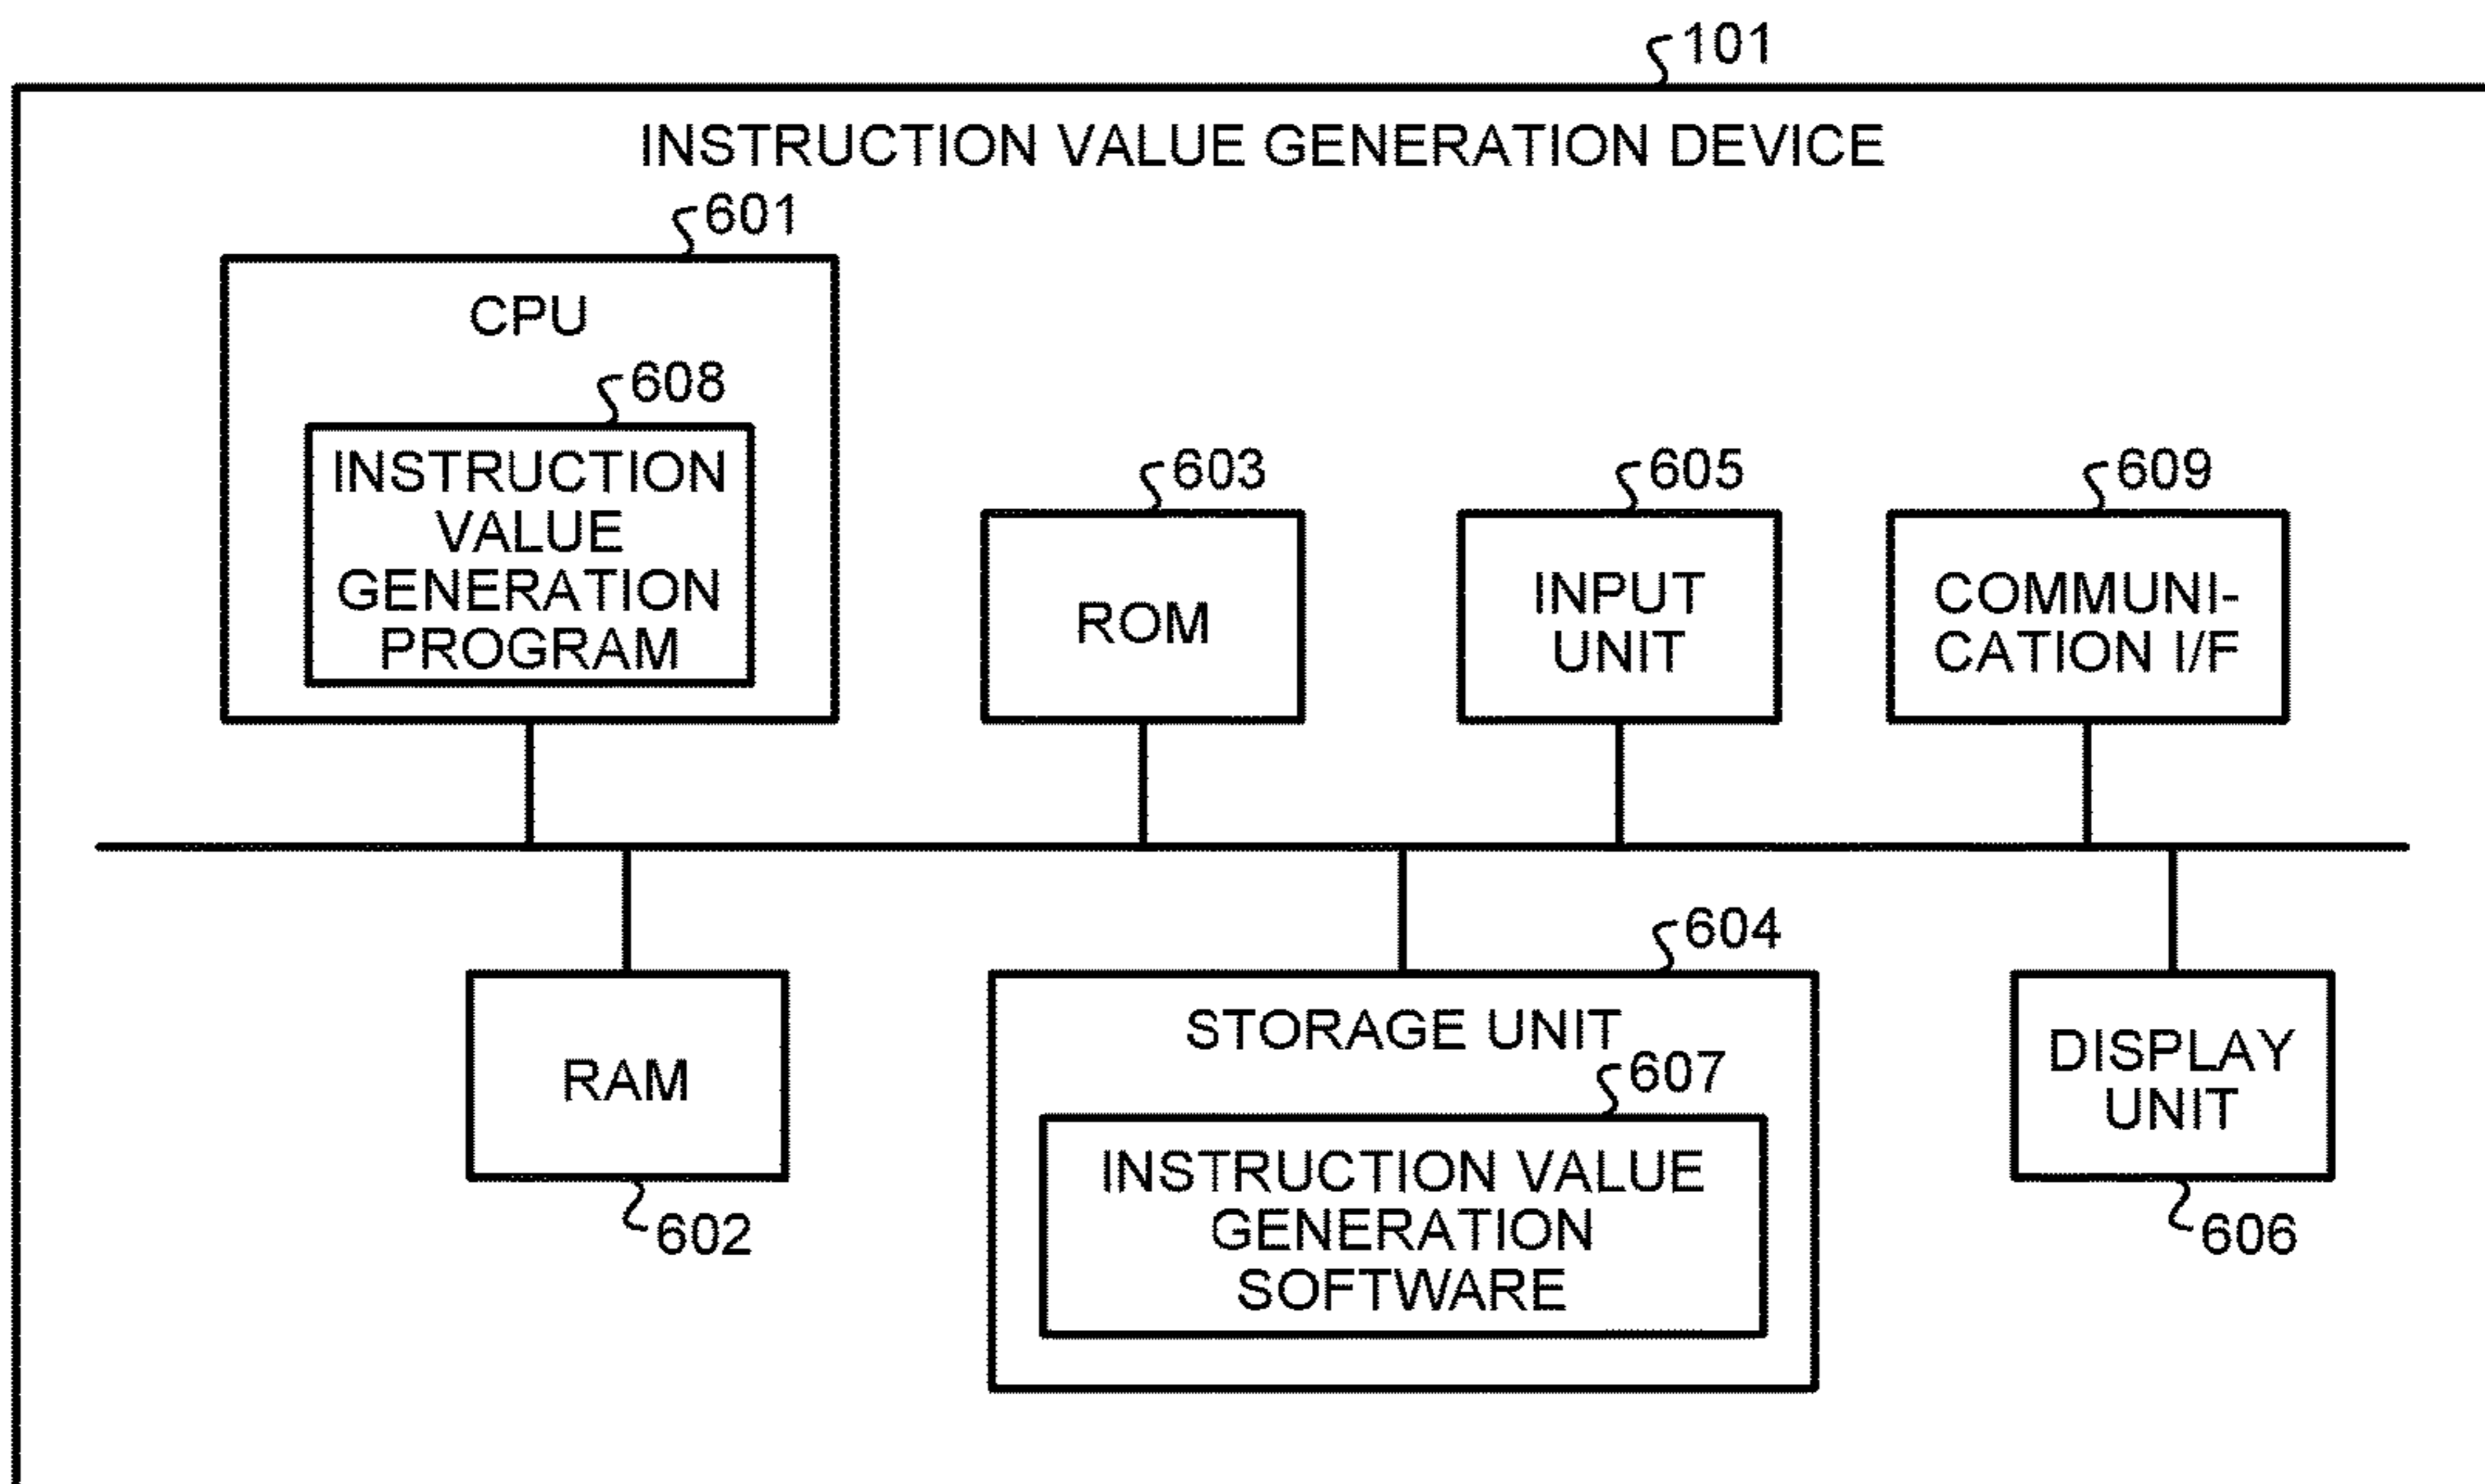 101
INSTRUCTION VALUE GENERATION DEVICE
601
CPU
608
INSTRUCTION
VALUE
GENERATION
PROGRAM
603
ROM
605
INPUT
UNIT
609
COMMUNI-
CATION I/F
RAM
602
604
STORAGE UNIT
607
INSTRUCTION VALUE
GENERATION
SOFTWARE
DISPLAY
UNIT
606